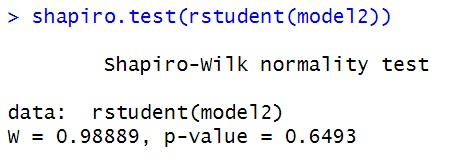 > shapiro.test(rstudent(model2))
Shapiro-Wilk normality test
data:  rstudent(model2)
W = 0.98889, p-value = 0.6493